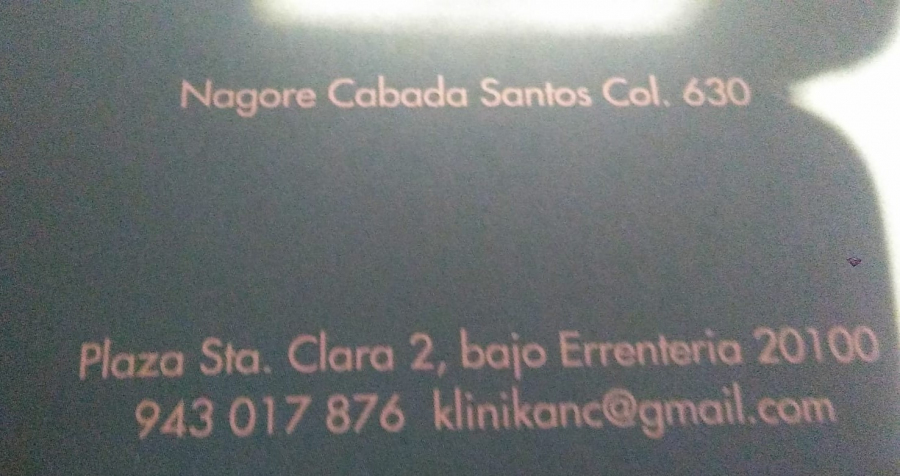 Nagore Cabada Santos Col. 630
Plaza Sta. Clara 2, bajo Errenteria 20100
943 017 876 klinikanc@gmail.com